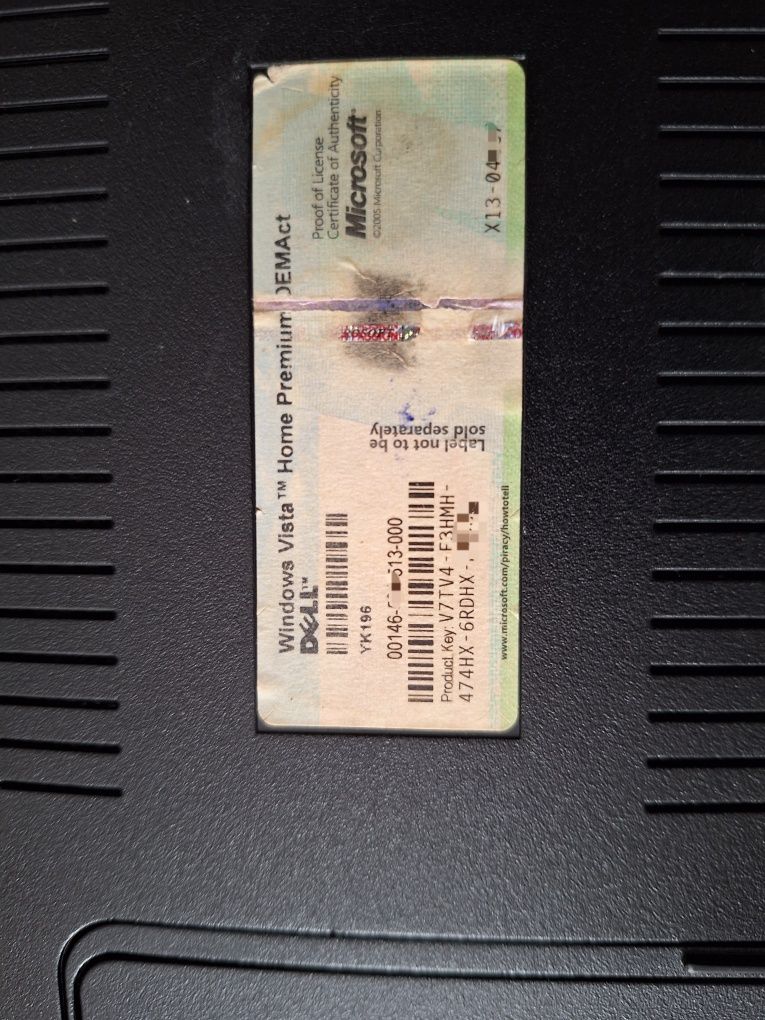 Windows Vista™ Home Premium OEMAct
DELL™
Proof of License
Certificate of Authenticity
Microsoft®
©2005 Microsoft Corporation
YK196
00146- 513-000
Label not to be
sold separately
Product Key: V7TV4-F3HMH-
474HX-6RDHX-
X13-04
www.microsoft.com/piracy/howtotell